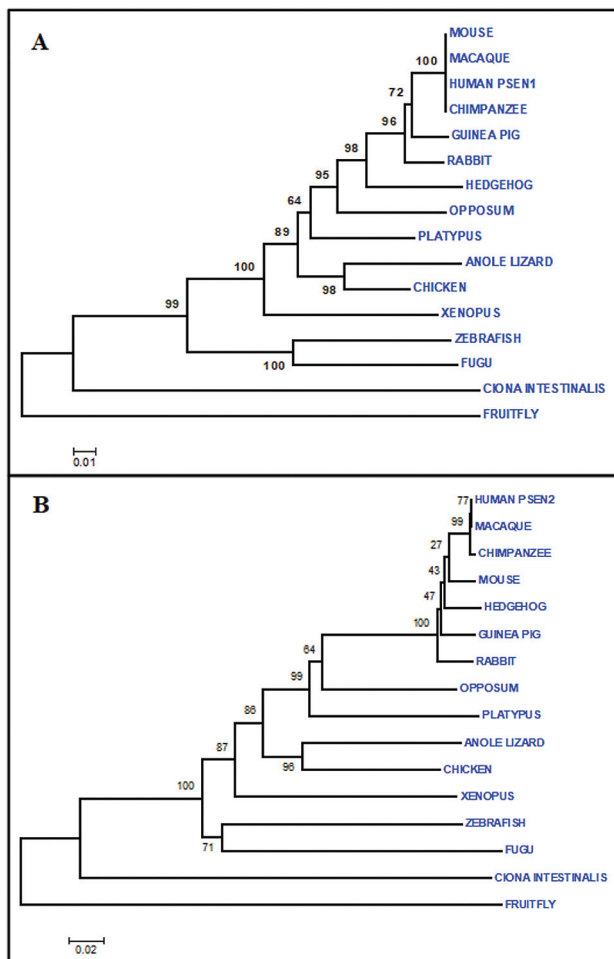 A
MOUSE
MACAQUE
100
HUMAN PSEN1
CHIMPANZEE
72
GUINEA PIG
96
RABBIT
98
HEDGEHOG
95
OPPOSUM
64
PLATYPUS
89
ANOLE LIZARD
98
CHICKEN
100
XENOPUS
99
ZEBRAFISH
100
FUGU
CIONA INTESTINALIS
FRUITFLY
0.01
B
77
HUMAN PSEN2
99
MACAQUE
CHIMPANZEE
27
MOUSE
43
HEDGEHOG
47
GUINEA PIG
100
RABBIT
64
OPPOSUM
99
PLATYPUS
86
ANOLE LIZARD
96
CHICKEN
87
XENOPUS
100
ZEBRAFISH
71
FUGU
CIONA INTESTINALIS
FRUITFLY
0.02